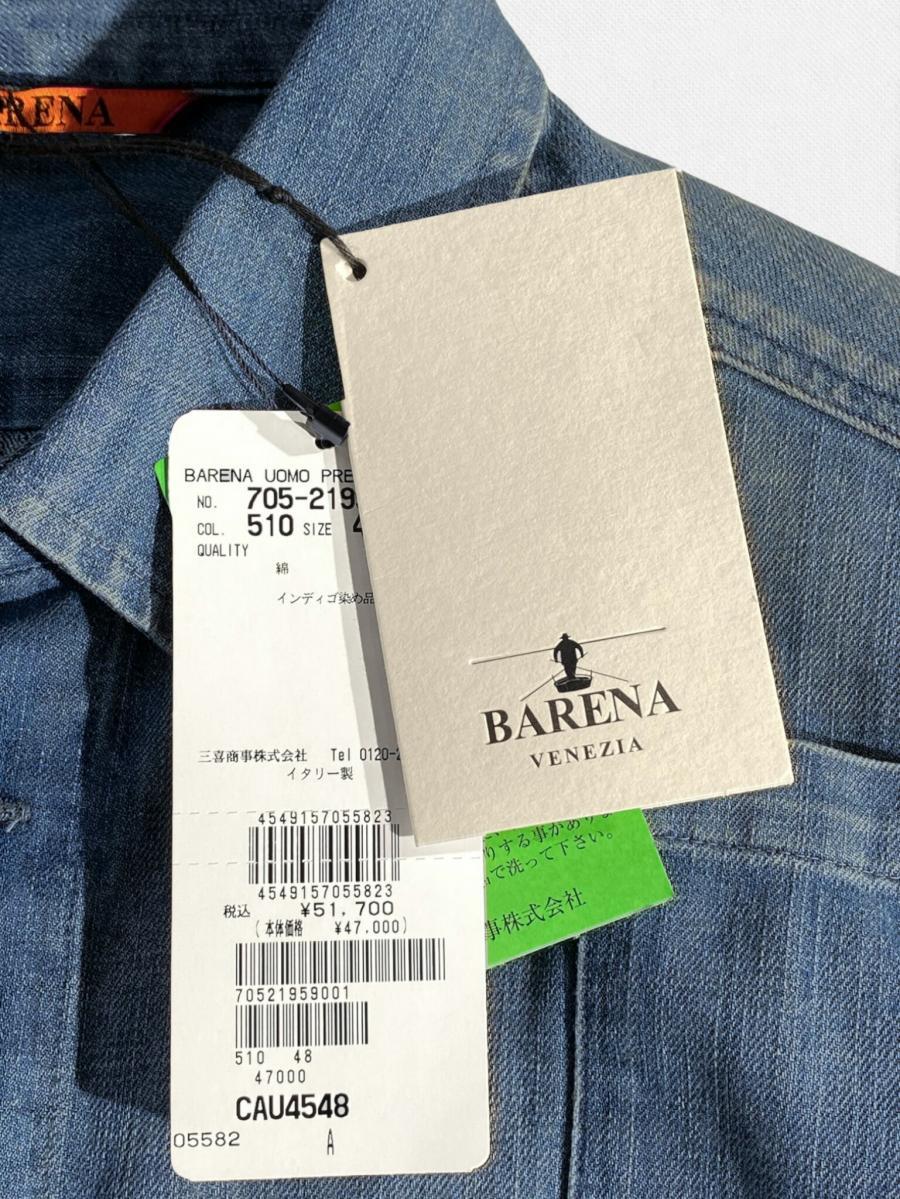 BARENA UOMO
NO. 705-219
COL. 510 SIZE
QUALITY
綿
インディゴ染め品
三喜商事株式会社 Tel 0120-
イタリー製
4549157055823
4549157055823
税込 ¥51,700
(本体価格 ¥47,000)
70521959001
510 48
47000
CAU4548
05582 A
BARENA
VENEZIA
りする事があり
で洗って下さい。
事株式会社